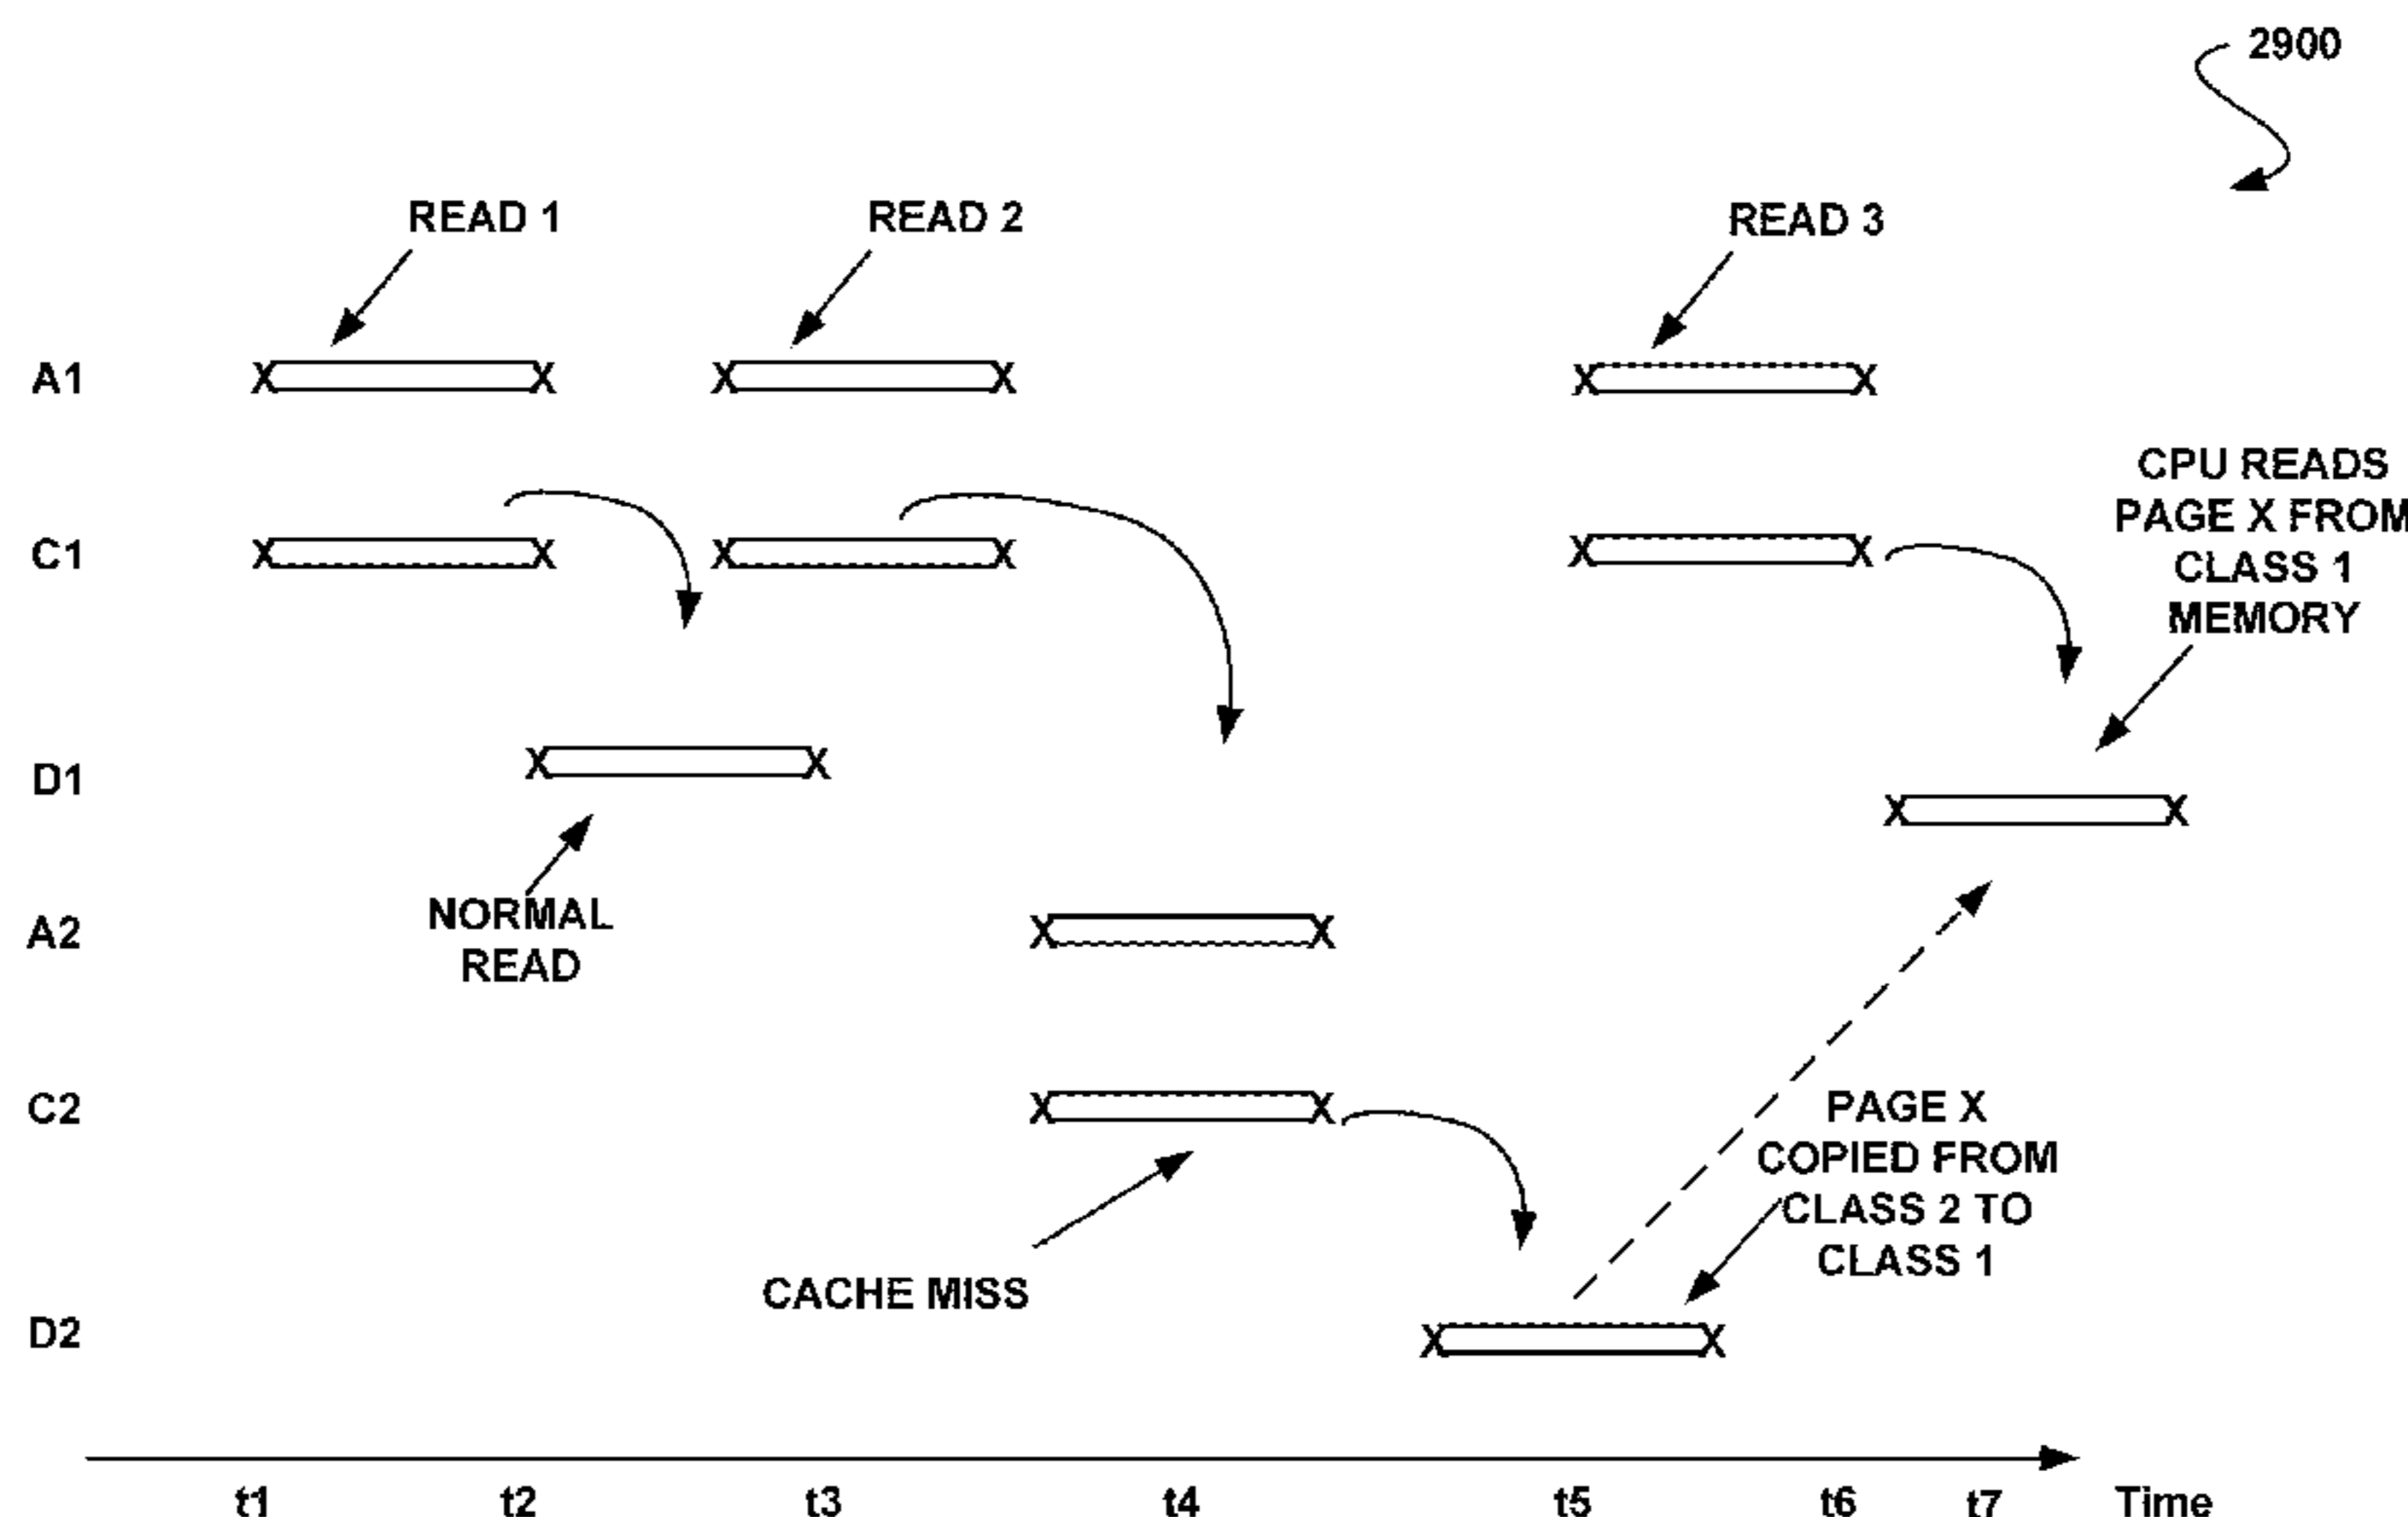 2900
READ 1
READ 2
READ 3
A1
CPU READS
PAGE X FROM
CLASS 1
MEMORY
C1
D1
NORMAL
READ
A2
C2
PAGE X
COPIED FROM
CLASS 2 TO
CLASS 1
CACHE MISS
D2
t1
t2
t3
t4
t5
t6
t7
Time